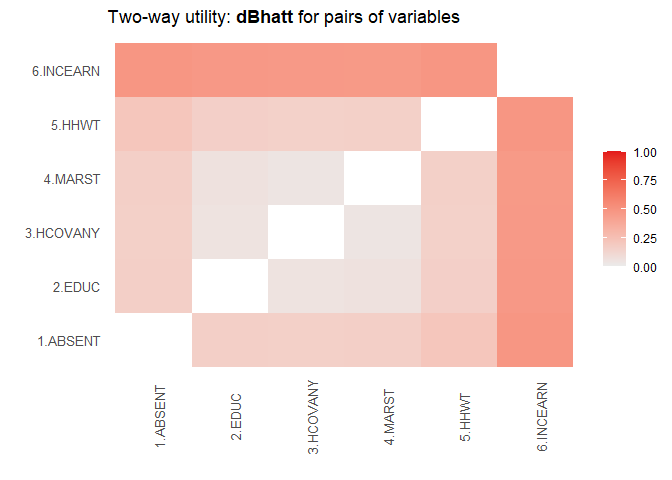 Two-way utility: dBhatt for pairs of variables
6.INCEARN
5.HHWT
4.MARST
3.HCOVANY
2.EDUC
1.ABSENT
1.ABSENT
2.EDUC
3.HCOVANY
4.MARST
5.HHWT
6.INCEARN
1.00
0.75
0.50
0.25
0.00